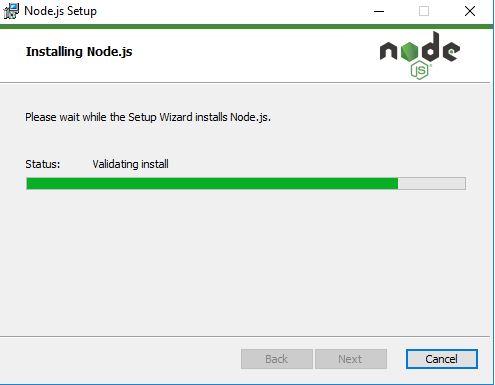 Node.js Setup
Installing Node.js
node
JS
Please wait while the Setup Wizard installs Node.js.
Status: Validating install
Back Next Cancel